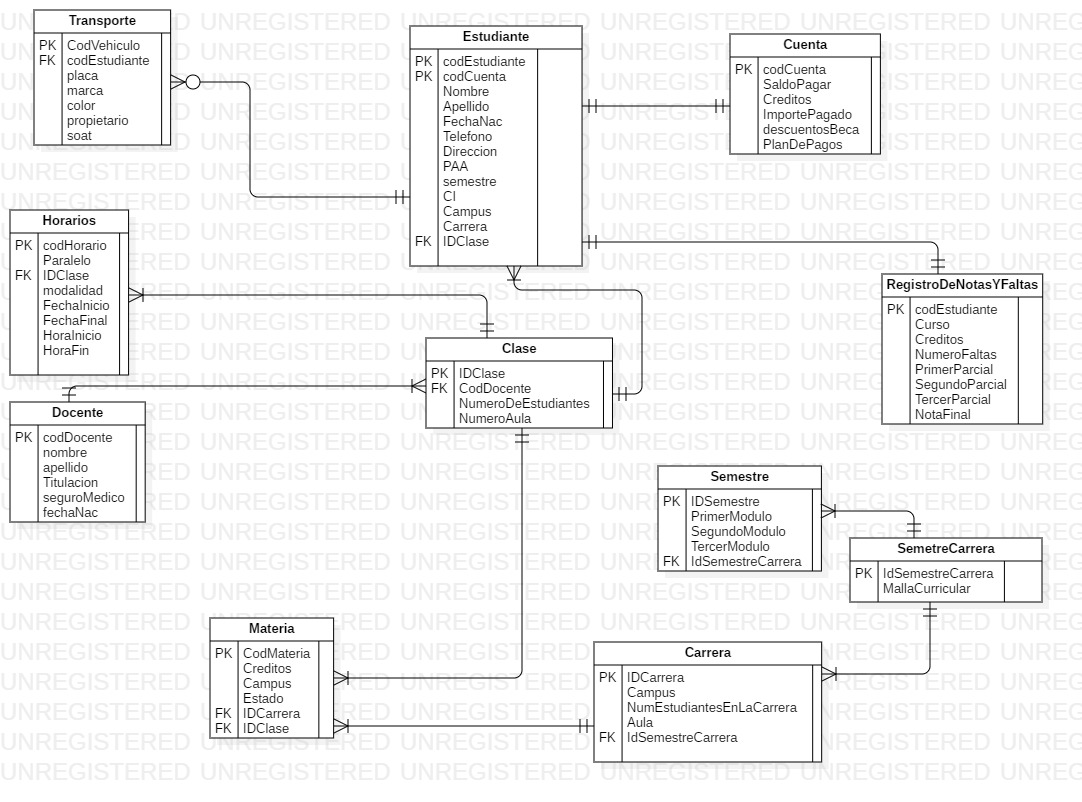 Transporte
PK CodVehiculo
FK codEstudiante
placa
marca
color
propietario
soat
Estudiante
PK codEstudiante
PK codCuenta
Nombre
Apellido
FechaNac
Telefono
Direccion
PAA
semestre
CI
Campus
Carrera
FK IDClase
Cuenta
PK codCuenta
SaldoPagar
Creditos
ImportePagado
descuentosBeca
PlanDePagos
Horarios
PK codHorario
Paralelo
FK IDClase
modalidad
FechaInicio
FechaFinal
HoraInicio
HoraFin
RegistroDeNotasYFaltas
PK codEstudiante
Curso
Creditos
NumeroFaltas
PrimerParcial
SegundoParcial
TercerParcial
NotaFinal
Clase
PK IDClase
FK CodDocente
NumeroDeEstudiantes
NumeroAula
Docente
PK codDocente
nombre
apellido
Titulacion
seguroMedico
fechaNac
Semestre
PK IDSemestre
PrimerModulo
SegundoModulo
TercerModulo
FK IdSemestreCarrera
SemetreCarrera
PK IdSemestreCarrera
MallaCurricular
Materia
PK CodMateria
Creditos
Campus
Estado
FK IDCarrera
FK IDClase
Carrera
PK IDCarrera
Campus
NumEstudiantesEnLaCarrera
Aula
FK IdSemestreCarrera
UNREGISTERED